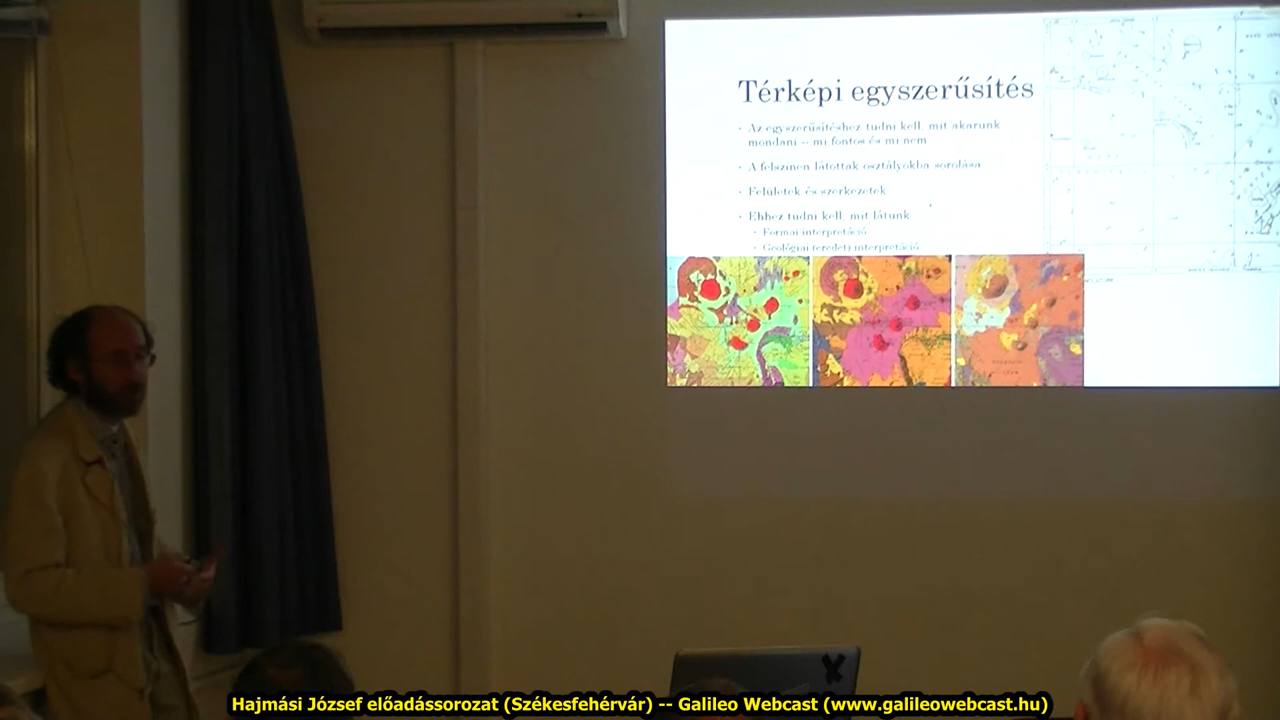 Térképi egyszerűsítés
• Az egyszerűsítéshez tudni kell, mit akarunk
mondani -- mi fontos és mi nem
• A felszínen látottak osztályokba sorolása
• Felületek és szerkezetek
• Ehhez tudni kell, mit látunk
• Formai interpretáció
• Geológiai (eredet) interpretáció
Hajmási József előadássorozat (Székesfehérvár) -- Galileo Webcast (www.galileowebcast.hu)